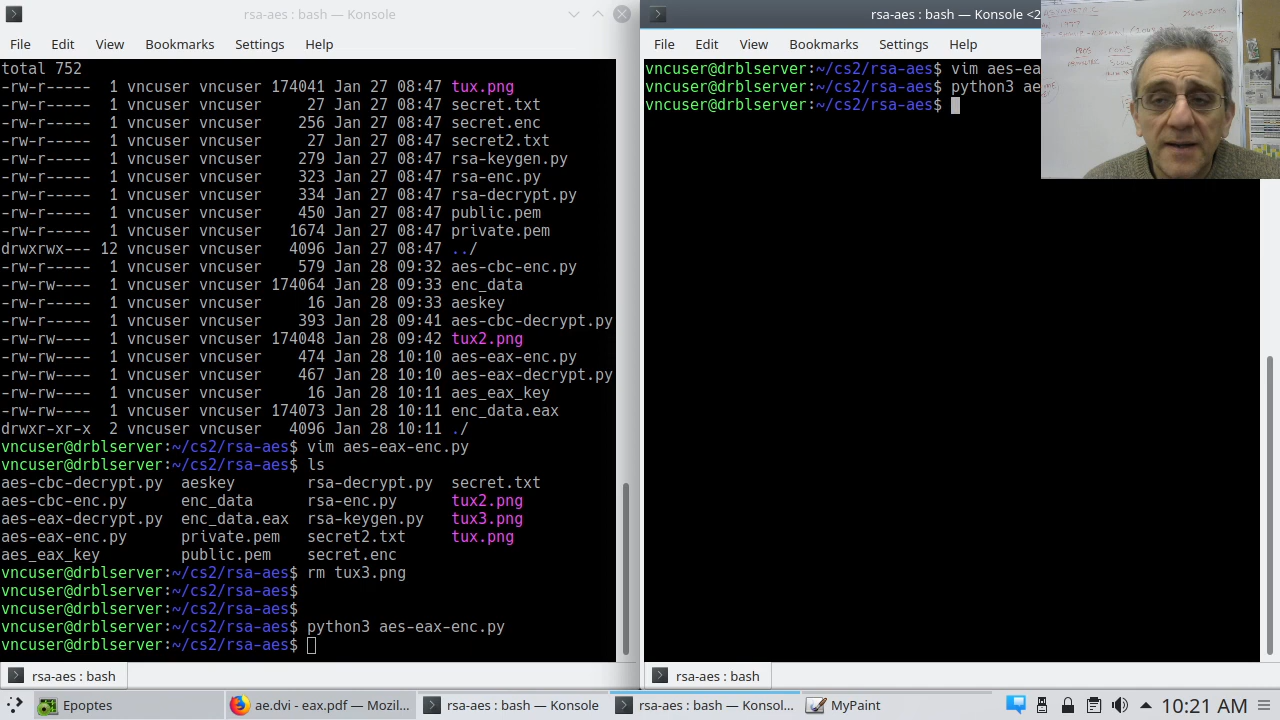 rsa-aes : bash — Konsole
File Edit View Bookmarks Settings Help
total 752
-rw-r----- 1 vncuser vncuser 174041 Jan 27 08:47 tux.png
-rw-r----- 1 vncuser vncuser 27 Jan 27 08:47 secret.txt
-rw-r----- 1 vncuser vncuser 256 Jan 27 08:47 secret.enc
-rw-r----- 1 vncuser vncuser 27 Jan 27 08:47 secret2.txt
-rw-r----- 1 vncuser vncuser 279 Jan 27 08:47 rsa-keygen.py
-rw-r----- 1 vncuser vncuser 323 Jan 27 08:47 rsa-enc.py
-rw-r----- 1 vncuser vncuser 334 Jan 27 08:47 rsa-decrypt.py
-rw-r----- 1 vncuser vncuser 450 Jan 27 08:47 public.pem
-rw-r----- 1 vncuser vncuser 1674 Jan 27 08:47 private.pem
drwxrwx--- 12 vncuser vncuser 4096 Jan 27 08:47 ../
-rw-r----- 1 vncuser vncuser 579 Jan 28 09:32 aes-cbc-enc.py
-rw-rw---- 1 vncuser vncuser 174064 Jan 28 09:33 enc_data
-rw-r----- 1 vncuser vncuser 16 Jan 28 09:33 aeskey
-rw-r----- 1 vncuser vncuser 393 Jan 28 09:41 aes-cbc-decrypt.py
-rw-rw---- 1 vncuser vncuser 174048 Jan 28 09:42 tux2.png
-rw-rw---- 1 vncuser vncuser 474 Jan 28 10:10 aes-eax-enc.py
-rw-rw---- 1 vncuser vncuser 467 Jan 28 10:10 aes-eax-decrypt.py
-rw-rw---- 1 vncuser vncuser 16 Jan 28 10:11 aes_eax_key
-rw-rw---- 1 vncuser vncuser 174073 Jan 28 10:11 enc_data.eax
drwxr-xr-x 2 vncuser vncuser 4096 Jan 28 10:11 ./
vncuser@drblserver:~/cs2/rsa-aes$ vim aes-eax-enc.py
vncuser@drblserver:~/cs2/rsa-aes$ ls
aes-cbc-decrypt.py aeskey rsa-decrypt.py secret.txt
aes-cbc-enc.py enc_data rsa-enc.py tux2.png
aes-eax-decrypt.py enc_data.eax rsa-keygen.py tux3.png
aes-eax-enc.py private.pem secret2.txt tux.png
aes_eax_key public.pem secret.enc
vncuser@drblserver:~/cs2/rsa-aes$ rm tux3.png
vncuser@drblserver:~/cs2/rsa-aes$
vncuser@drblserver:~/cs2/rsa-aes$
vncuser@drblserver:~/cs2/rsa-aes$ python3 aes-eax-enc.py
vncuser@drblserver:~/cs2/rsa-aes$
rsa-aes : bash
rsa-aes : bash — Konsole <2
File Edit View Bookmarks Settings Help
vncuser@drblserver:~/cs2/rsa-aes$ vim aes-ea
vncuser@drblserver:~/cs2/rsa-aes$ python3 ae
vncuser@drblserver:~/cs2/rsa-aes$
rsa-aes : bash
Epoptes ae.dvi - eax.pdf — Mozil... rsa-aes : bash — Konsole rsa-aes : bash — Konsol... MyPaint 10:21 AM